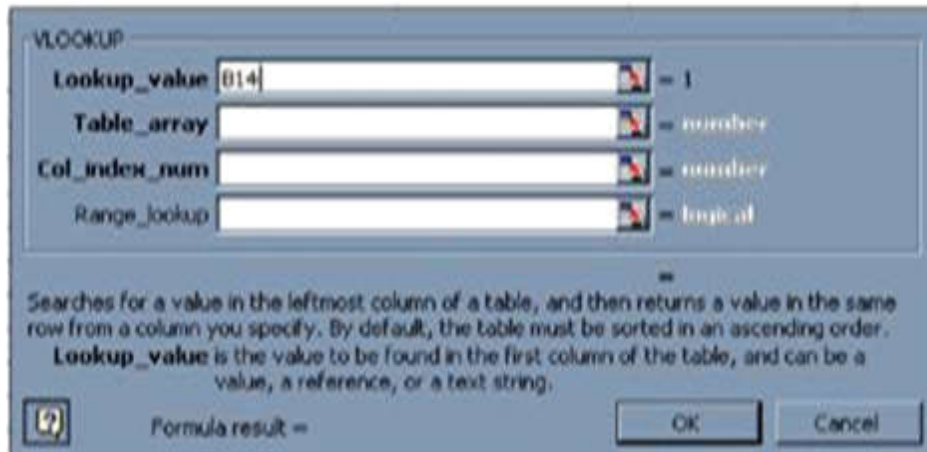 VLOOKUP
Lookup_value B14 = 1
Table_array = number
Col_index_num = number
Range_lookup = logical
=
Searches for a value in the leftmost column of a table, and then returns a value in the same
row from a column you specify. By default, the table must be sorted in an ascending order.
Lookup_value is the value to be found in the first column of the table, and can be a
value, a reference, or a text string.
Formula result =
OK
Cancel